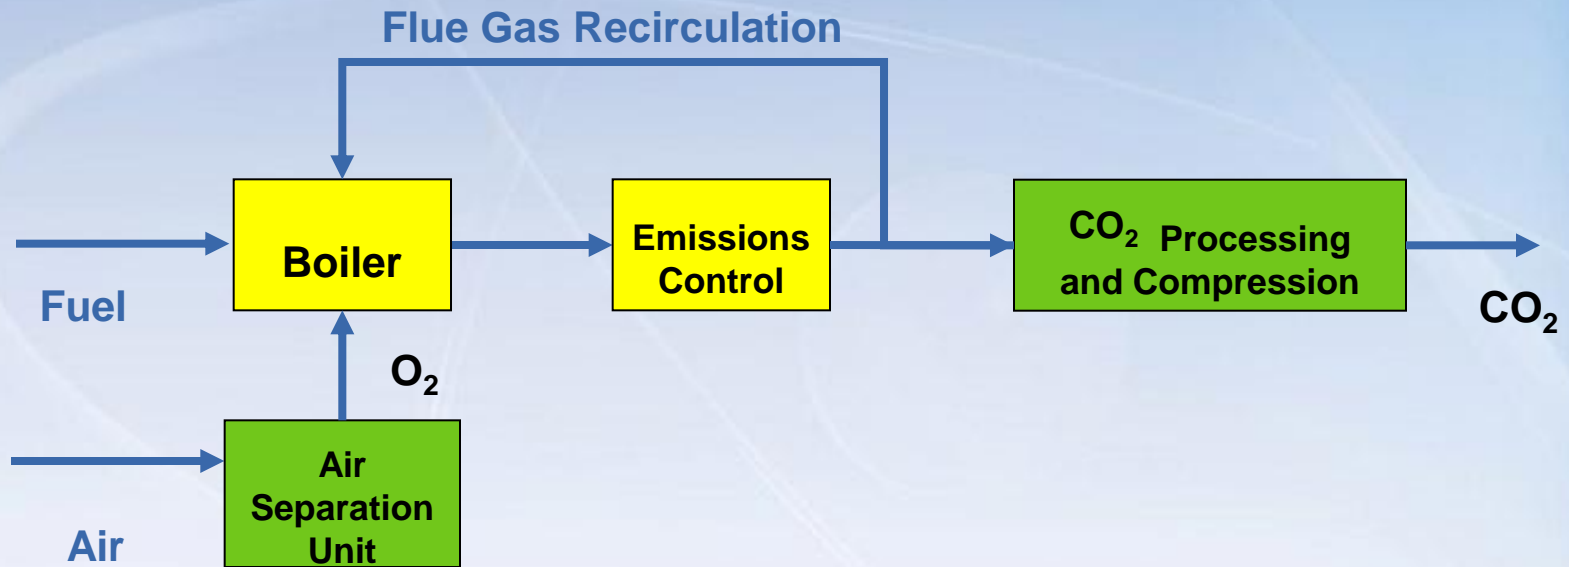 Flue Gas Recirculation
Boiler
Emissions
Control
CO₂ Processing
and Compression
Fuel
CO₂
O₂
Air
Separation
Unit
Air